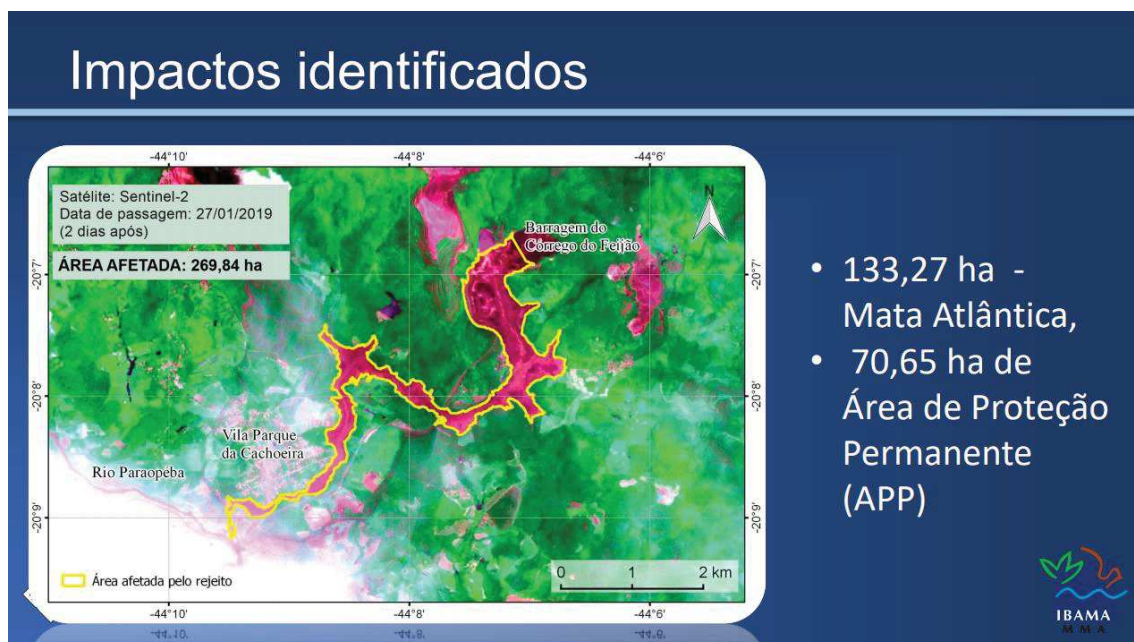 Impactos identificados
-44°10'
-44°8'
-44°6'
Satélite: Sentinel-2
Data de passagem: 27/01/2019
(2 dias após)
ÁREA AFETADA: 269,84 ha
N
Barragem do
Córrego do Feijão
-20°7'
-20°7'
-20°8'
-20°8'
Vila Parque
da Cachoeira
Rio Paraopeba
-20°9'
-20°9'
Área afetada pelo rejeito
0 1 2 km
-44°10'
-44°8'
-44°6'
• 133,27 ha -
Mata Atlântica,
• 70,65 ha de
Área de Proteção
Permanente
(APP)
IBAMA
M M A